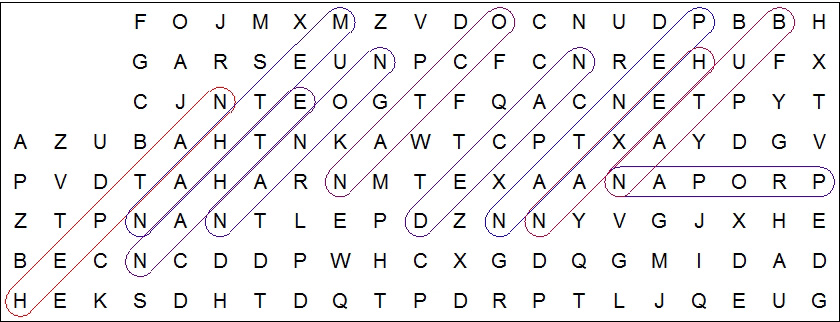 F O J M X M Z V D O C N U D P B B H
G A R S E U N P C F C N R E H U F X
C J N T E O G T F Q A C N E T P Y T
A Z U B A H T N K A W T C P T X A Y D G V
P V D T A H A R N M T E X A A N A P O R P
Z T P N A N T L E P D Z N N Y V G J X H E
B E C N C D D P W H C X G D Q G M I D A D
H E K S D H T D Q T P D R P T L J Q E U G